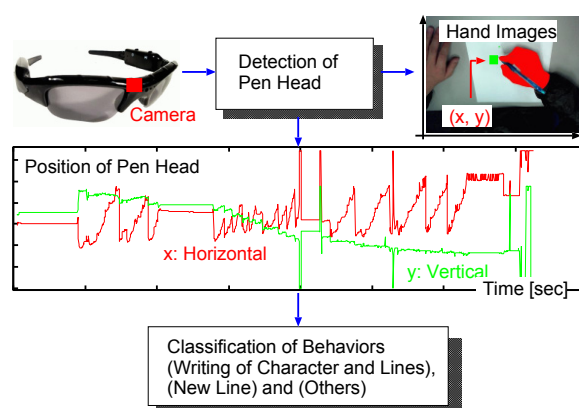 Detection of
Pen Head
Hand Images
Camera
(x, y)
Position of Pen Head
x: Horizontal
y: Vertical
Time [sec]
Classification of Behaviors
(Writing of Character and Lines),
(New Line) and (Others)